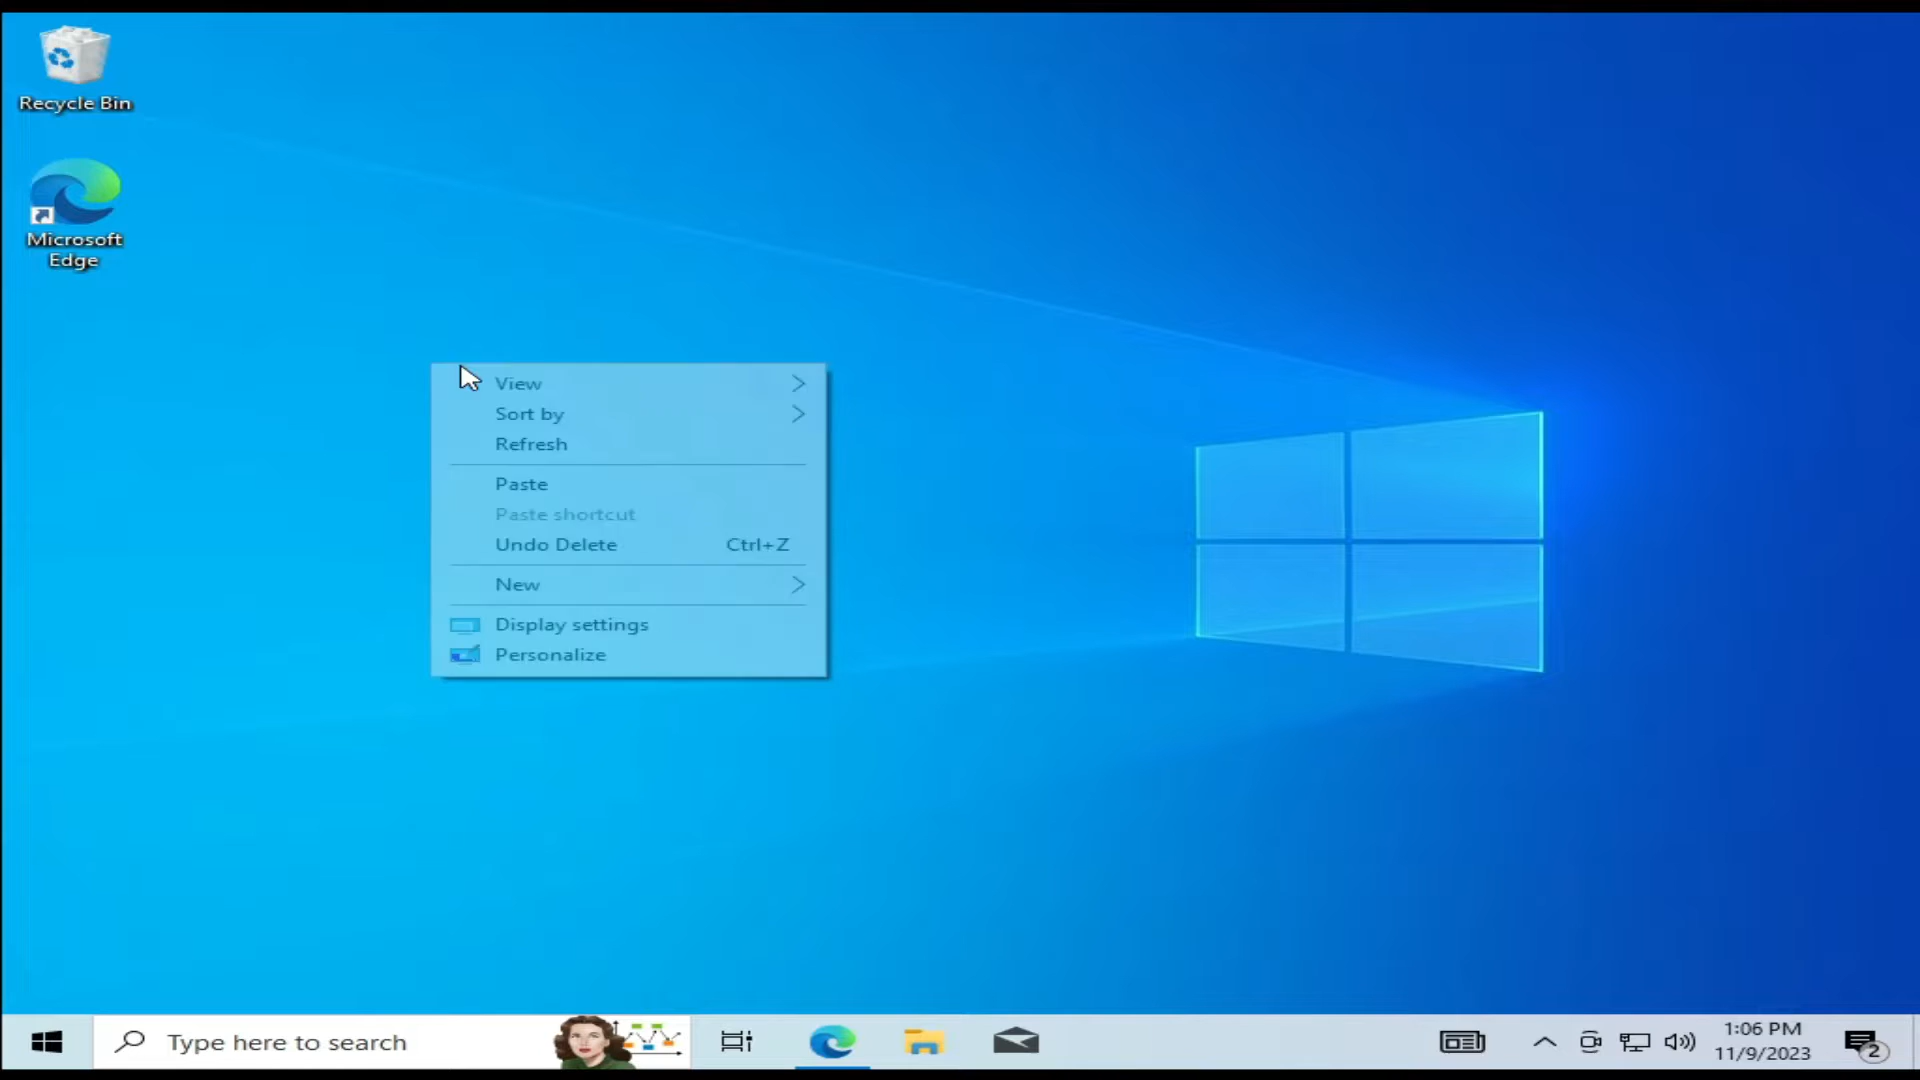 Recycle Bin
Microsoft
Edge
View
Sort by
Refresh
Paste
Paste shortcut
Undo Delete Ctrl+Z
New
Display settings
Personalize
Type here to search
1:06 PM
11/9/2023
2